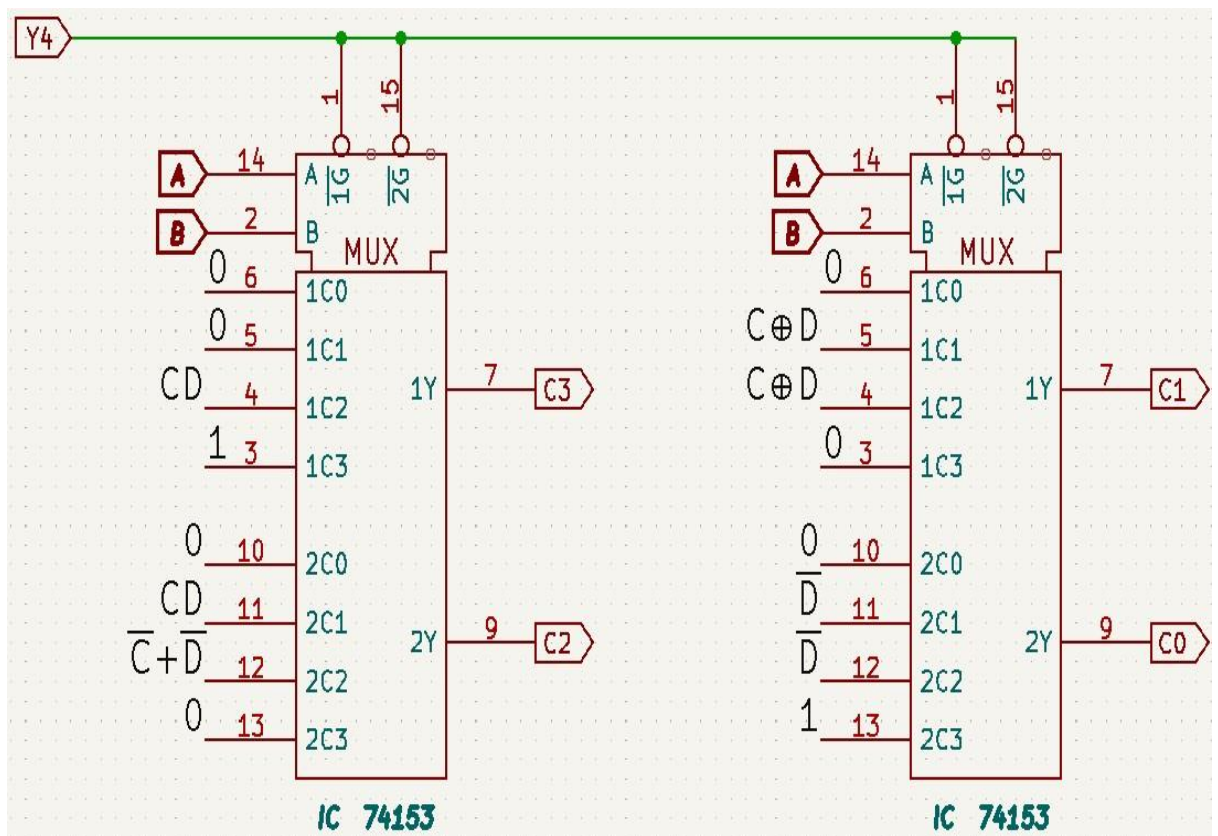 Y4
1 15
A 14 A 1G 2G
B 2 B
MUX
0 6 1C0
0 5 1C1
CD 4 1C2
1 3 1C3
1Y 7 C3
0 10 2C0
CD 11 2C1
C̅+D̅ 12 2C2
0 13 2C3
2Y 9 C2
IC 74153
1 15
A 14 A 1G 2G
B 2 B
MUX
0 6 1C0
C⊕D 5 1C1
C⊕D 4 1C2
0 3 1C3
1Y 7 C1
0 10 2C0
D̅ 11 2C1
D̅ 12 2C2
1 13 2C3
2Y 9 C0
IC 74153